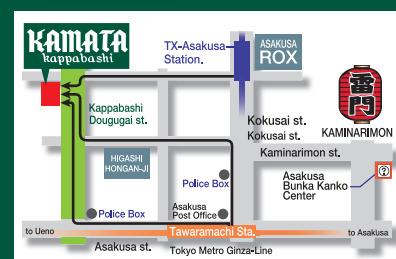 KAMATA
kappabashi
TX-Asakusa
Station.
ASAKUSA
ROX
雷門
KAMINARIMON
Kappabashi
Dougugai st.
Kokusai st.
Kokusai st.
Kaminarimon st.
HIGASHI
HONGAN-JI
Police Box
Asakusa
Bunka Kanko
Center
?
Police Box
Asakusa
Post Office
to Ueno
Tawaramachi Sta.
to Asakusa
Asakusa st.
Tokyo Metro Ginza-Line